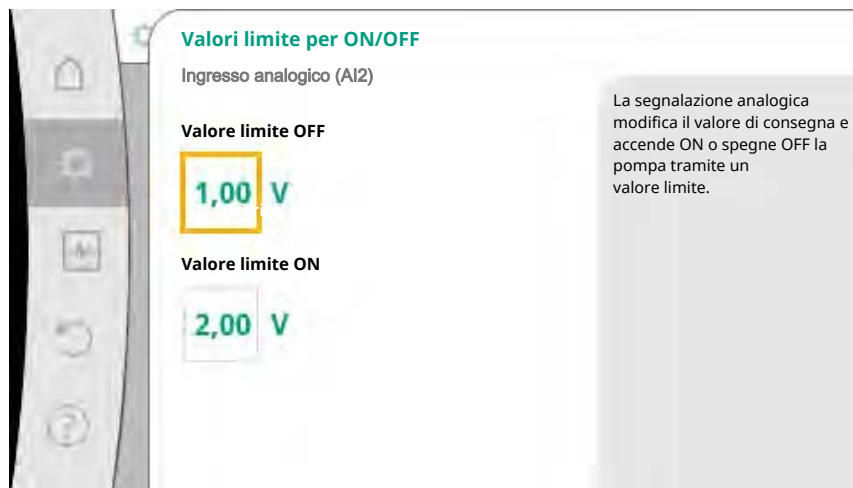 Valori limite per ON/OFF
Ingresso analogico (AI2)
Valore limite OFF
1,00 V
Valore limite ON
2,00 V
La segnalazione analogica
modifica il valore di consegna e
accende ON o spegne OFF la
pompa tramite un
valore limite.